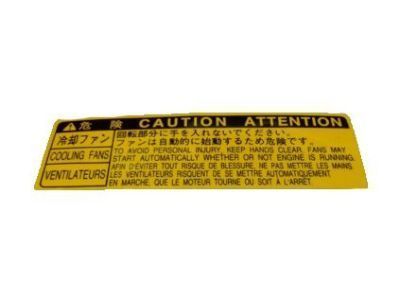 危険 CAUTION ATTENTION
冷却ファン
COOLING FANS
VENTILATEURS
回転部分に手を入れないでください。
ファンは自動的に始動するため危険です。
TO AVOID PERSONAL INJURY, KEEP HANDS CLEAR. FANS MAY
START AUTOMATICALLY WHETHER OR NOT ENGINE IS RUNNING.
AFIN D'ÉVITER TOUT RISQUE DE BLESSURE, NE PAS METTRE LES MAINS.
LES VENTILATEURS RISQUENT DE SE METTRE AUTOMATIQUEMENT
EN MARCHE, QUE LE MOTEUR TOURNE OU SOIT À L'ARRÊT.